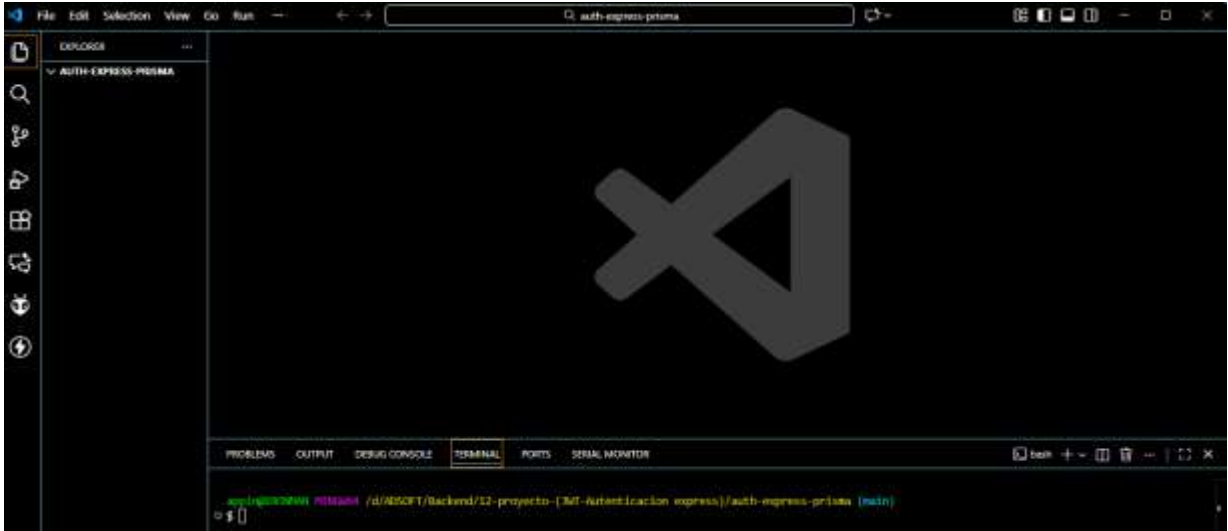 File Edit Selection View Go Run
auth-express-prisma
EXPLORER
AUTH-EXPRESS-PRISMA
PROBLEMS OUTPUT DEBUG CONSOLE TERMINAL PORTS SERIAL MONITOR
bash
/d/ADSOFT/Backend/12-proyecto-(JWT-Autenticacion express)/auth-express-prisma (main)
$